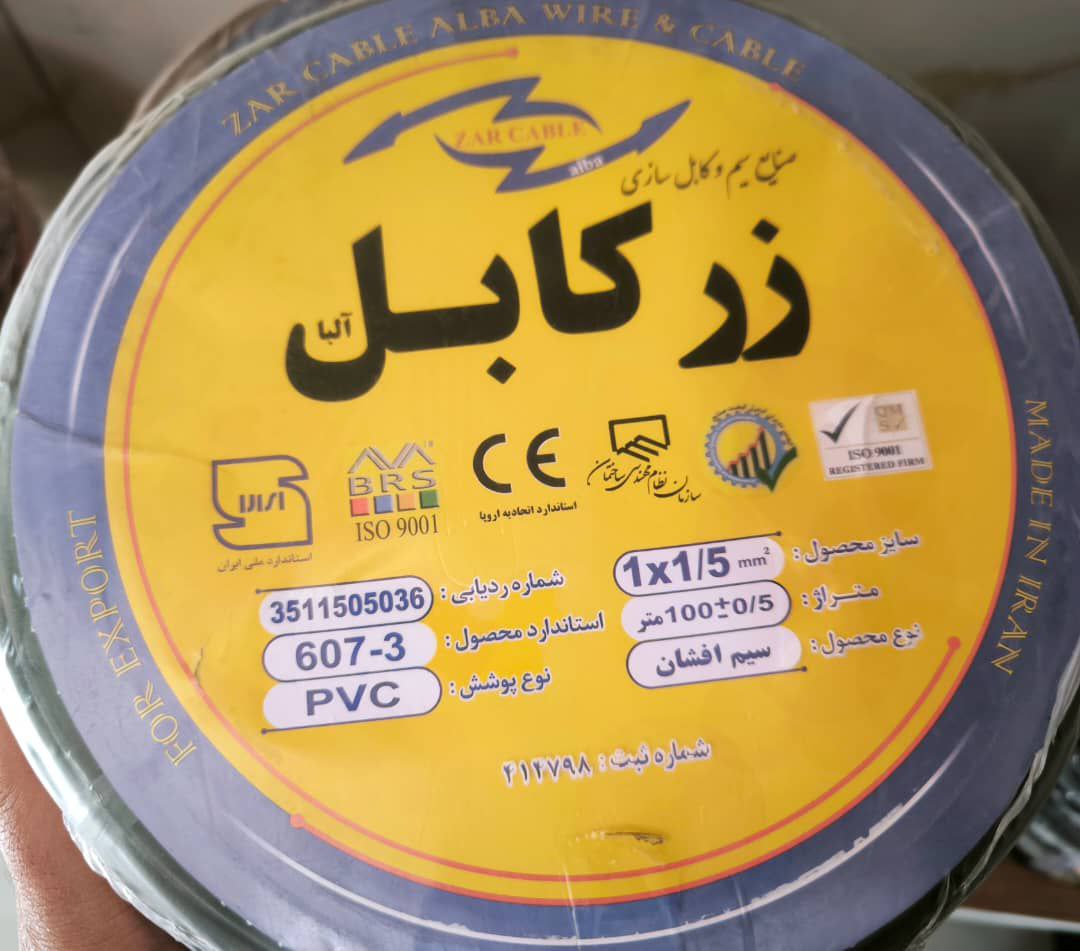 ZAR CABLE ALBA WIRE & CABLE
ZAR CABLE
alba
صنایع سیم و کابل سازی
زر کابل
آلبا
QM
ISO 9001
REGISTERED FIRM
سازمان نظام مهندسی ساختمان
CE
استاندارد اتحادیه اروپا
BRS
ISO 9001
استاندارد ملی ایران
سایز محصول : 1x1/5 mm²
متراژ : 100±0/5 متر
نوع محصول : سیم افشان
شماره ردیابی : 3511505036
استاندارد محصول : 607-3
نوع پوشش : PVC
شماره ثبت : ۴۱۴۷۹۸
FOR EXPORT
MADE IN IRAN